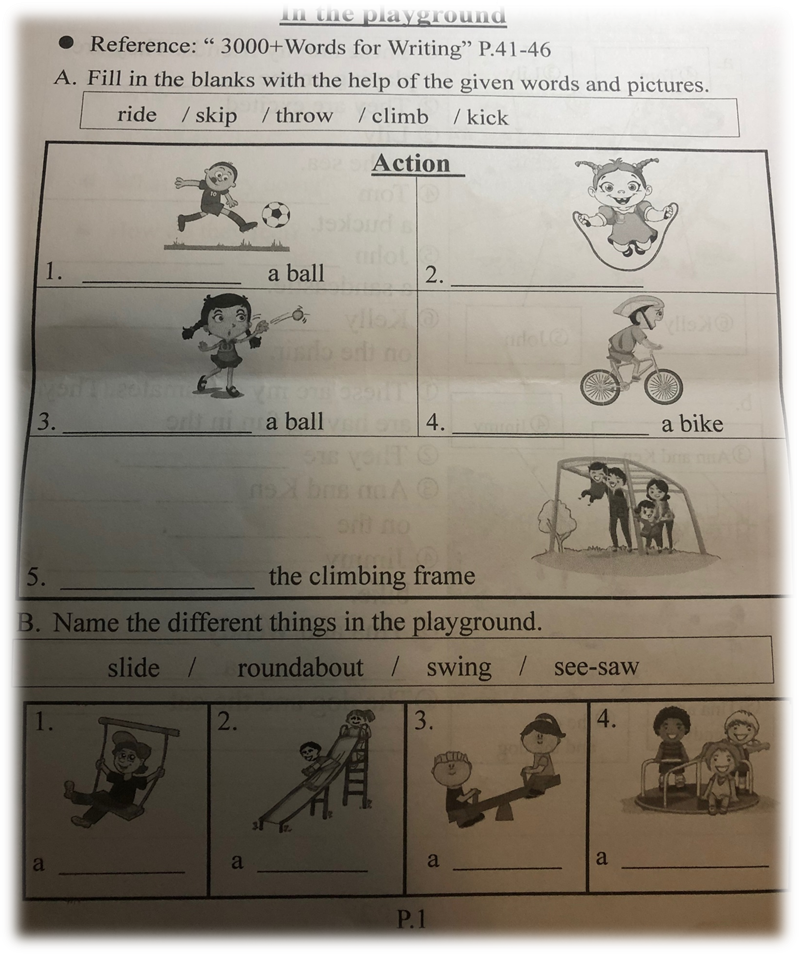 In the playground
● Reference: “ 3000+Words for Writing” P.41-46
A. Fill in the blanks with the help of the given words and pictures.
ride / skip / throw / climb / kick
Action
1. ____________ a ball
2. ____________
3. ____________ a ball
4. ____________ a bike
5. ____________ the climbing frame
B. Name the different things in the playground.
slide / roundabout / swing / see-saw
1. 2. 3. 4.
a ________ a ________ a ________ a ________
P.1